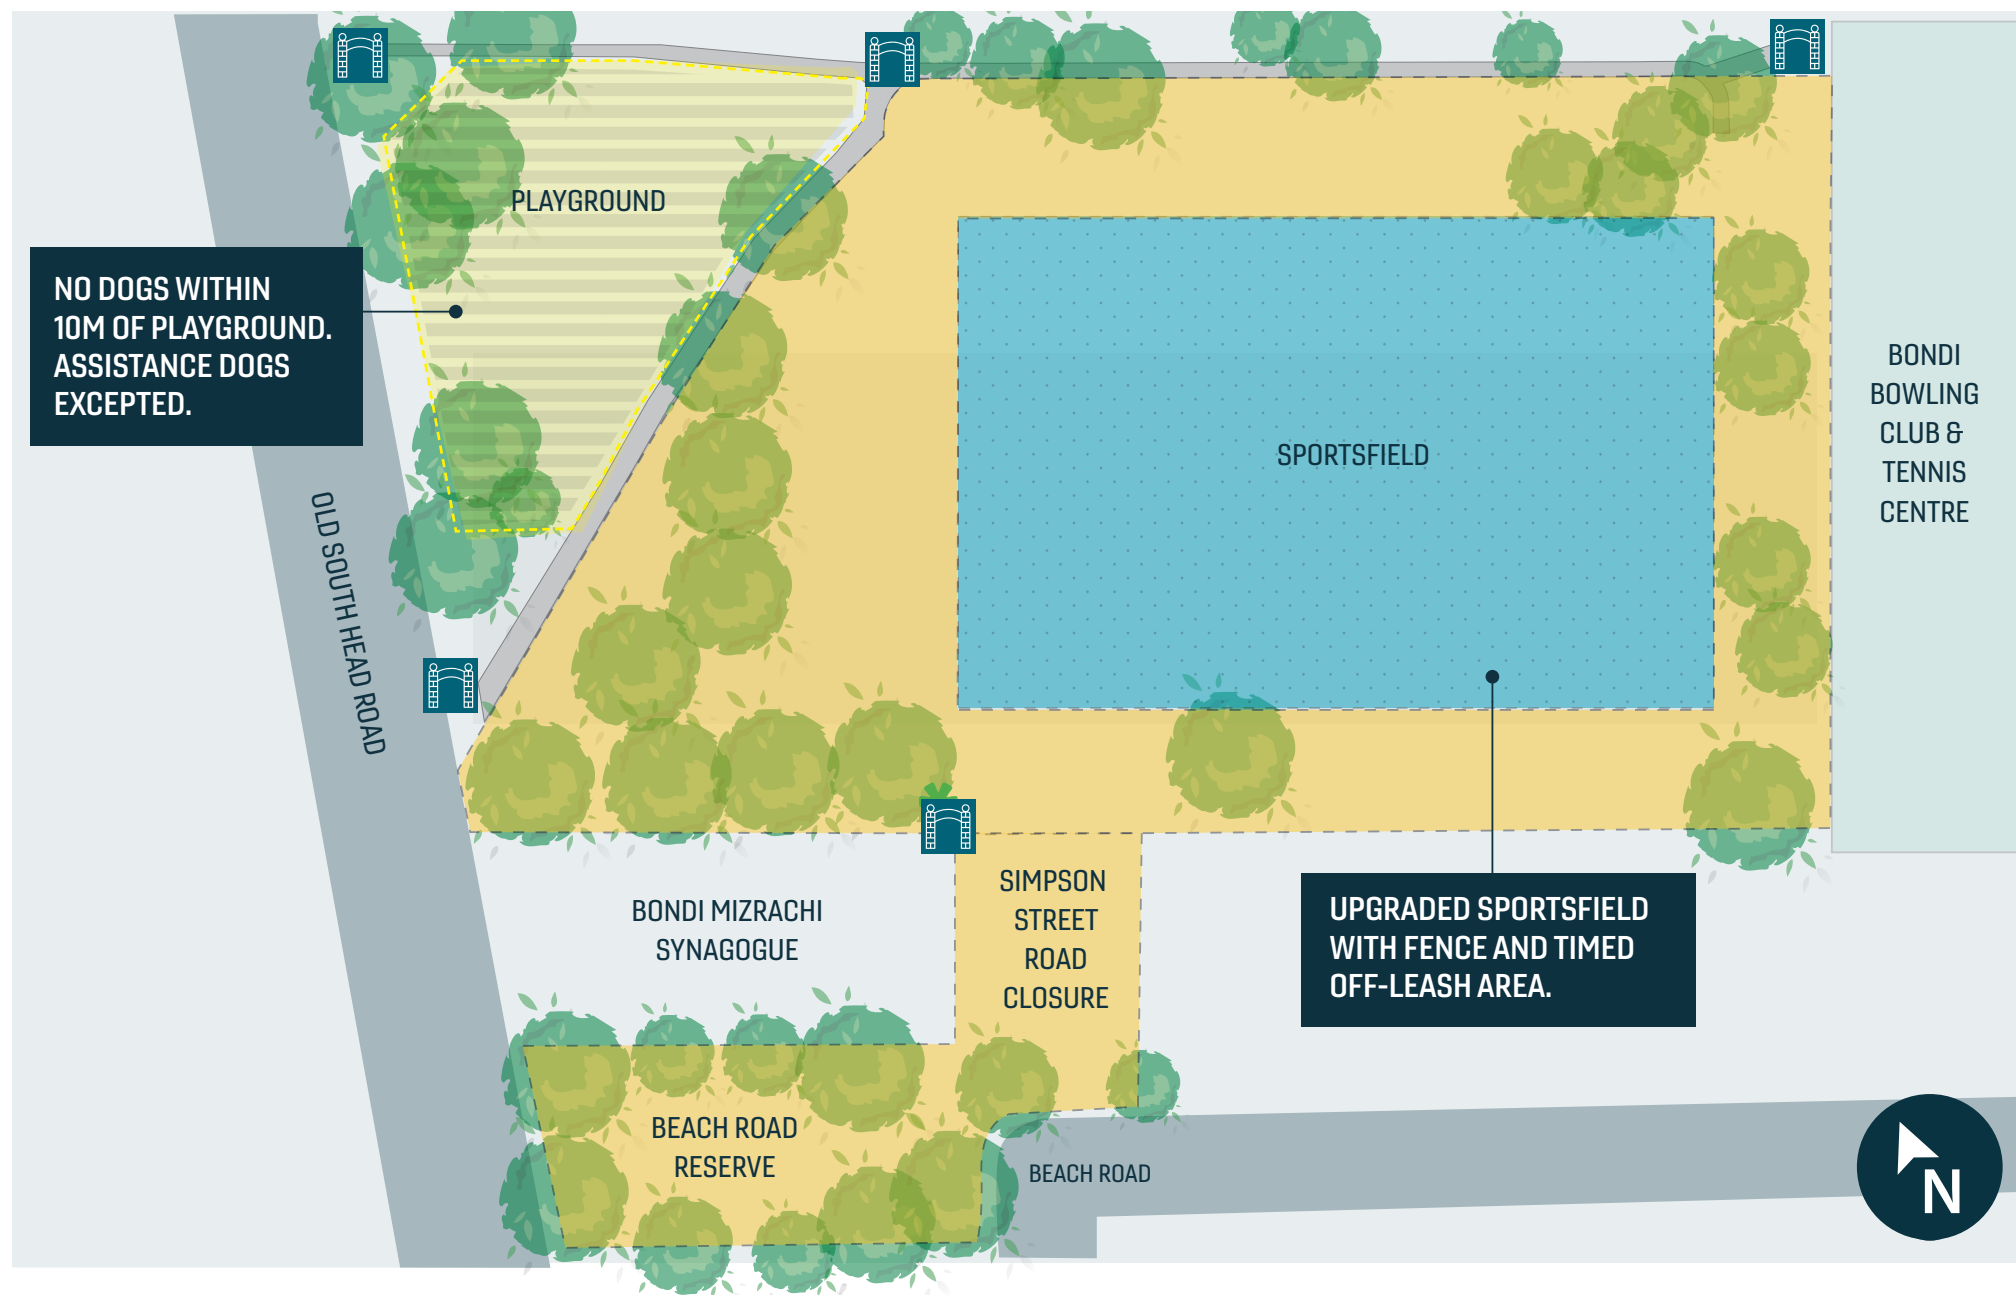 PLAYGROUND
NO DOGS WITHIN
10M OF PLAYGROUND.
ASSISTANCE DOGS
EXCEPTED.
OLD SOUTH HEAD ROAD
SPORTSFIELD
BONDI
BOWLING
CLUB &
TENNIS
CENTRE
BONDI MIZRACHI
SYNAGOGUE
SIMPSON
STREET
ROAD
CLOSURE
UPGRADED SPORTSFIELD
WITH FENCE AND TIMED
OFF-LEASH AREA.
BEACH ROAD
RESERVE
BEACH ROAD
N